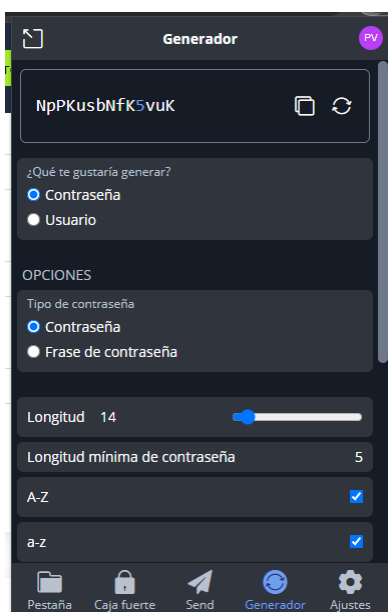 Generador
PV
NpPKusbNfK5vuK
¿Qué te gustaría generar?
Contraseña
Usuario
OPCIONES
Tipo de contraseña
Contraseña
Frase de contraseña
Longitud 14
Longitud mínima de contraseña 5
A-Z
a-z
Pestaña Caja fuerte Send Generador Ajustes